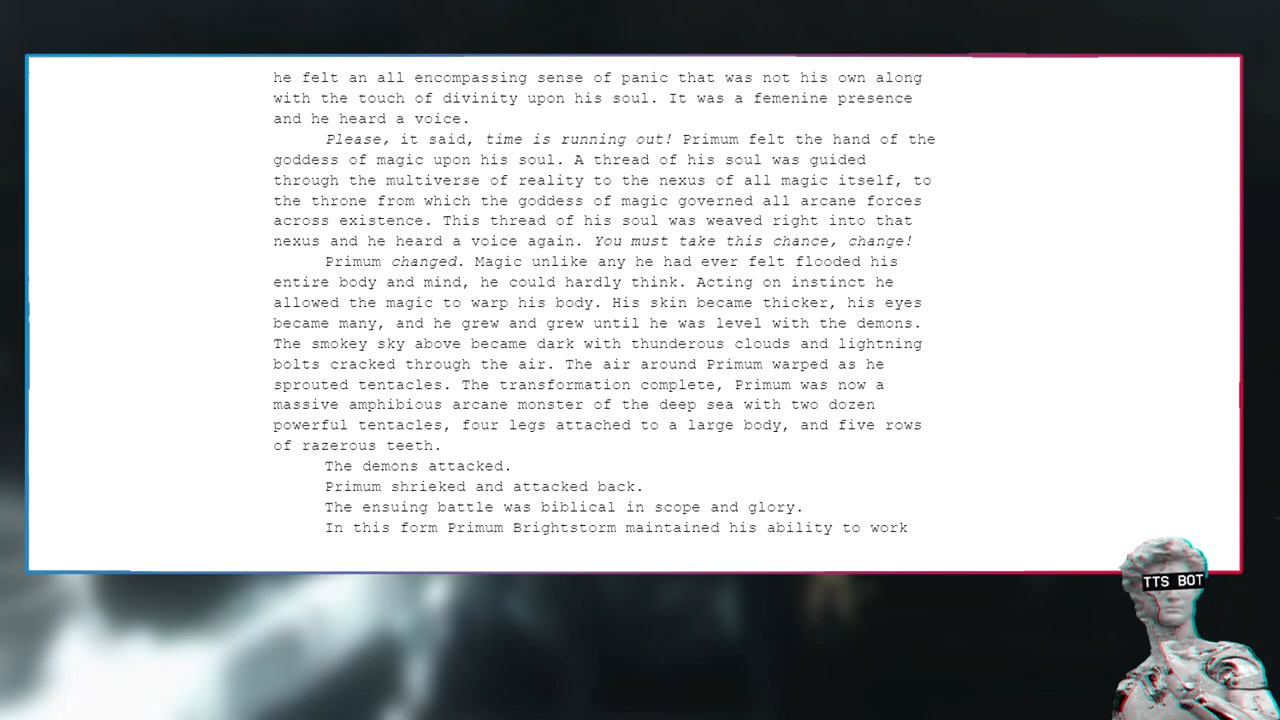 he felt an all encompassing sense of panic that was not his own along
with the touch of divinity upon his soul. It was a femenine presence
and he heard a voice.
Please, it said, time is running out! Primum felt the hand of the
goddess of magic upon his soul. A thread of his soul was guided
through the multiverse of reality to the nexus of all magic itself, to
the throne from which the goddess of magic governed all arcane forces
across existence. This thread of his soul was weaved right into that
nexus and he heard a voice again. You must take this chance, change!
Primum changed. Magic unlike any he had ever felt flooded his
entire body and mind, he could hardly think. Acting on instinct he
allowed the magic to warp his body. His skin became thicker, his eyes
became many, and he grew and grew until he was level with the demons.
The smokey sky above became dark with thunderous clouds and lightning
bolts cracked through the air. The air around Primum warped as he
sprouted tentacles. The transformation complete, Primum was now a
massive amphibious arcane monster of the deep sea with two dozen
powerful tentacles, four legs attached to a large body, and five rows
of razerous teeth.
The demons attacked.
Primum shrieked and attacked back.
The ensuing battle was biblical in scope and glory.
In this form Primum Brightstorm maintained his ability to work
TTS BOT